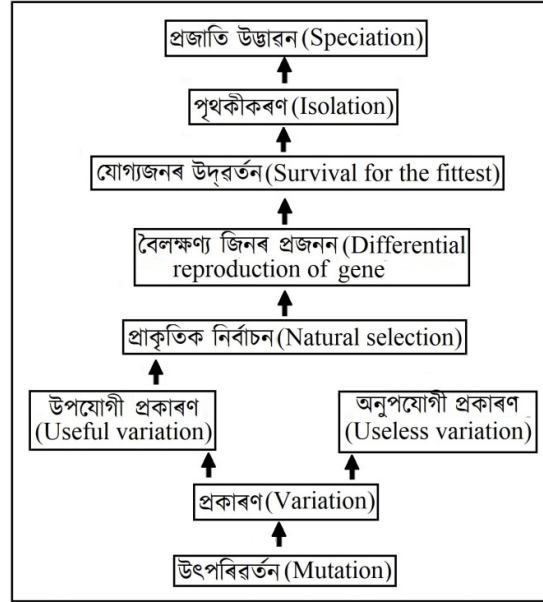 প্ৰজাতি উদ্ভাৱন (Speciation)
পৃথকীকৰণ (Isolation)
যোগ্যজনৰ উদ্‌ৱৰ্তন (Survival for the fittest)
বৈলক্ষণ্য জিনৰ প্ৰজনন (Differential
reproduction of gene
প্ৰাকৃতিক নিৰ্বাচন (Natural selection)
উপযোগী প্ৰকাৰণ
(Useful variation)
অনুপযোগী প্ৰকাৰণ
(Useless variation)
প্ৰকাৰণ (Variation)
উৎপৰিৱৰ্তন (Mutation)